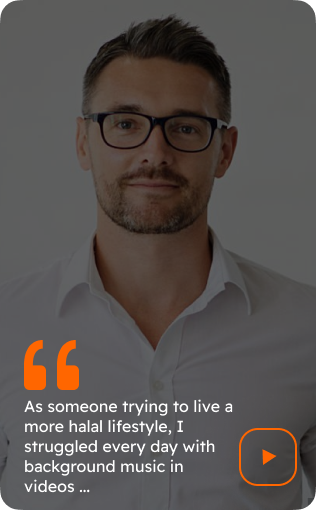 As someone trying to live a
more halal lifestyle, I
struggled every day with
background music in
videos ...